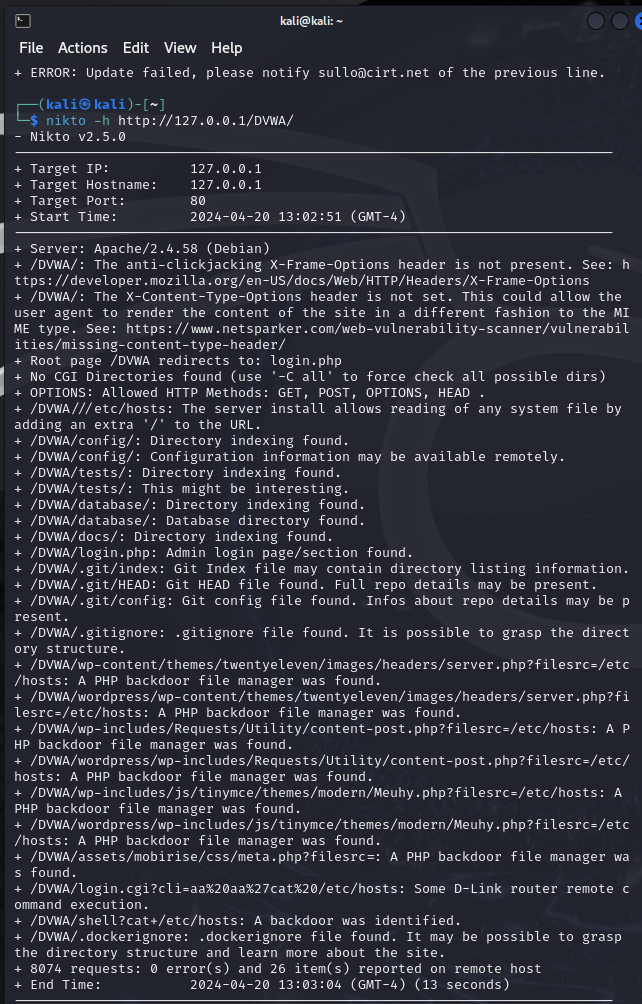 kali@kali: ~
File Actions Edit View Help
+ ERROR: Update failed, please notify sullo@cirt.net of the previous line.
┌──(kali㉿kali)-[~]
└─$ nikto -h http://127.0.0.1/DVWA/
- Nikto v2.5.0
+ Target IP: 127.0.0.1
+ Target Hostname: 127.0.0.1
+ Target Port: 80
+ Start Time: 2024-04-20 13:02:51 (GMT-4)
+ Server: Apache/2.4.58 (Debian)
+ /DVWA/: The anti-clickjacking X-Frame-Options header is not present. See: h
ttps://developer.mozilla.org/en-US/docs/Web/HTTP/Headers/X-Frame-Options
+ /DVWA/: The X-Content-Type-Options header is not set. This could allow the
user agent to render the content of the site in a different fashion to the MI
ME type. See: https://www.netsparker.com/web-vulnerability-scanner/vulnerabil
ities/missing-content-type-header/
+ Root page /DVWA redirects to: login.php
+ No CGI Directories found (use '-C all' to force check all possible dirs)
+ OPTIONS: Allowed HTTP Methods: GET, POST, OPTIONS, HEAD .
+ /DVWA///etc/hosts: The server install allows reading of any system file by
adding an extra '/' to the URL.
+ /DVWA/config/: Directory indexing found.
+ /DVWA/config/: Configuration information may be available remotely.
+ /DVWA/tests/: Directory indexing found.
+ /DVWA/tests/: This might be interesting.
+ /DVWA/database/: Directory indexing found.
+ /DVWA/database/: Database directory found.
+ /DVWA/docs/: Directory indexing found.
+ /DVWA/login.php: Admin login page/section found.
+ /DVWA/.git/index: Git Index file may contain directory listing information.
+ /DVWA/.git/HEAD: Git HEAD file found. Full repo details may be present.
+ /DVWA/.git/config: Git config file found. Infos about repo details may be p
resent.
+ /DVWA/.gitignore: .gitignore file found. It is possible to grasp the direct
ory structure.
+ /DVWA/wp-content/themes/twentyeleven/images/headers/server.php?filesrc=/etc
/hosts: A PHP backdoor file manager was found.
+ /DVWA/wordpress/wp-content/themes/twentyeleven/images/headers/server.php?fi
lesrc=/etc/hosts: A PHP backdoor file manager was found.
+ /DVWA/wp-includes/Requests/Utility/content-post.php?filesrc=/etc/hosts: A P
HP backdoor file manager was found.
+ /DVWA/wordpress/wp-includes/Requests/Utility/content-post.php?filesrc=/etc/
hosts: A PHP backdoor file manager was found.
+ /DVWA/wp-includes/js/tinymce/themes/modern/Meuhy.php?filesrc=/etc/hosts: A
PHP backdoor file manager was found.
+ /DVWA/wordpress/wp-includes/js/tinymce/themes/modern/Meuhy.php?filesrc=/etc
/hosts: A PHP backdoor file manager was found.
+ /DVWA/assets/mobirise/css/meta.php?filesrc=: A PHP backdoor file manager wa
s found.
+ /DVWA/login.cgi?cli=aa%20aa%27cat%20/etc/hosts: Some D-Link router remote c
ommand execution.
+ /DVWA/shell?cat+/etc/hosts: A backdoor was identified.
+ /DVWA/.dockerignore: .dockerignore file found. It may be possible to grasp
the directory structure and learn more about the site.
+ 8074 requests: 0 error(s) and 26 item(s) reported on remote host
+ End Time: 2024-04-20 13:03:04 (GMT-4) (13 seconds)